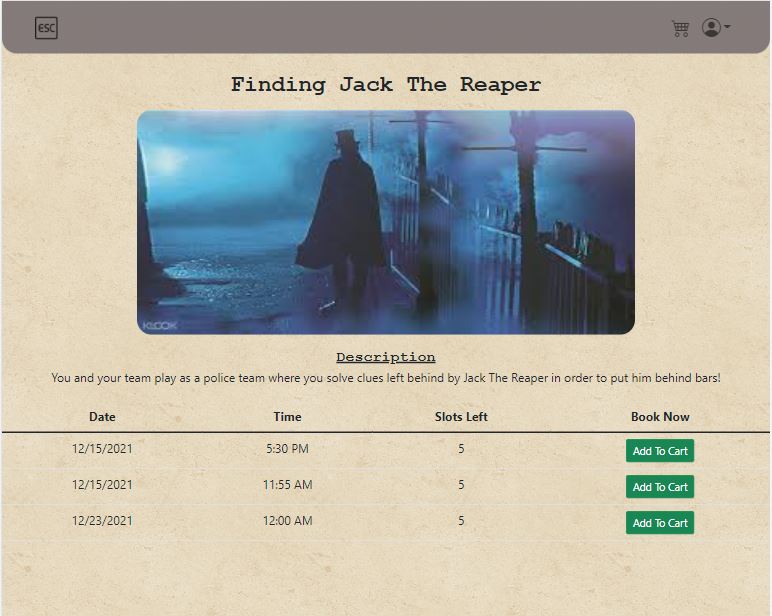 ESC
Finding Jack The Reaper
KLOOK
Description
You and your team play as a police team where you solve clues left behind by Jack The Reaper in order to put him behind bars!
Date Time Slots Left Book Now
12/15/2021 5:30 PM 5 Add To Cart
12/15/2021 11:55 AM 5 Add To Cart
12/23/2021 12:00 AM 5 Add To Cart